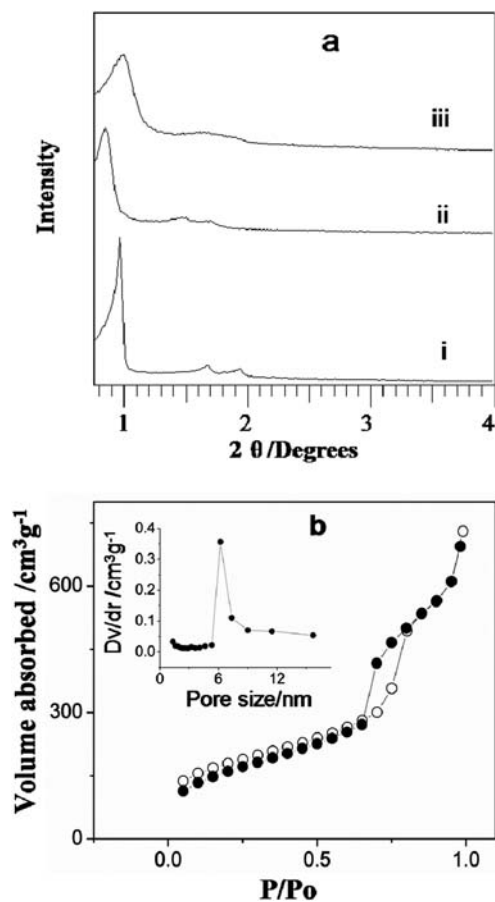 a
iii
ii
i
Intensity
1 2 3 4
2 θ/Degrees
b
0.4
0.3
0.2
0.1
0.0
Dv/dr /cm³g⁻¹
0 6 12
Pore size/nm
600
300
0
Volume absorbed /cm³g⁻¹
0.0 0.5 1.0
P/Po